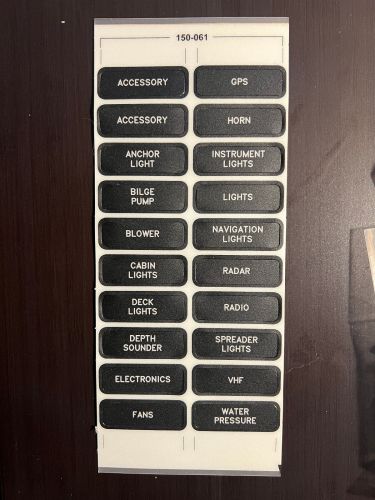 150-061
ACCESSORY
GPS
ACCESSORY
HORN
ANCHOR
LIGHT
INSTRUMENT
LIGHTS
BILGE
PUMP
LIGHTS
BLOWER
NAVIGATION
LIGHTS
CABIN
LIGHTS
RADAR
DECK
LIGHTS
RADIO
DEPTH
SOUNDER
SPREADER
LIGHTS
ELECTRONICS
VHF
FANS
WATER
PRESSURE